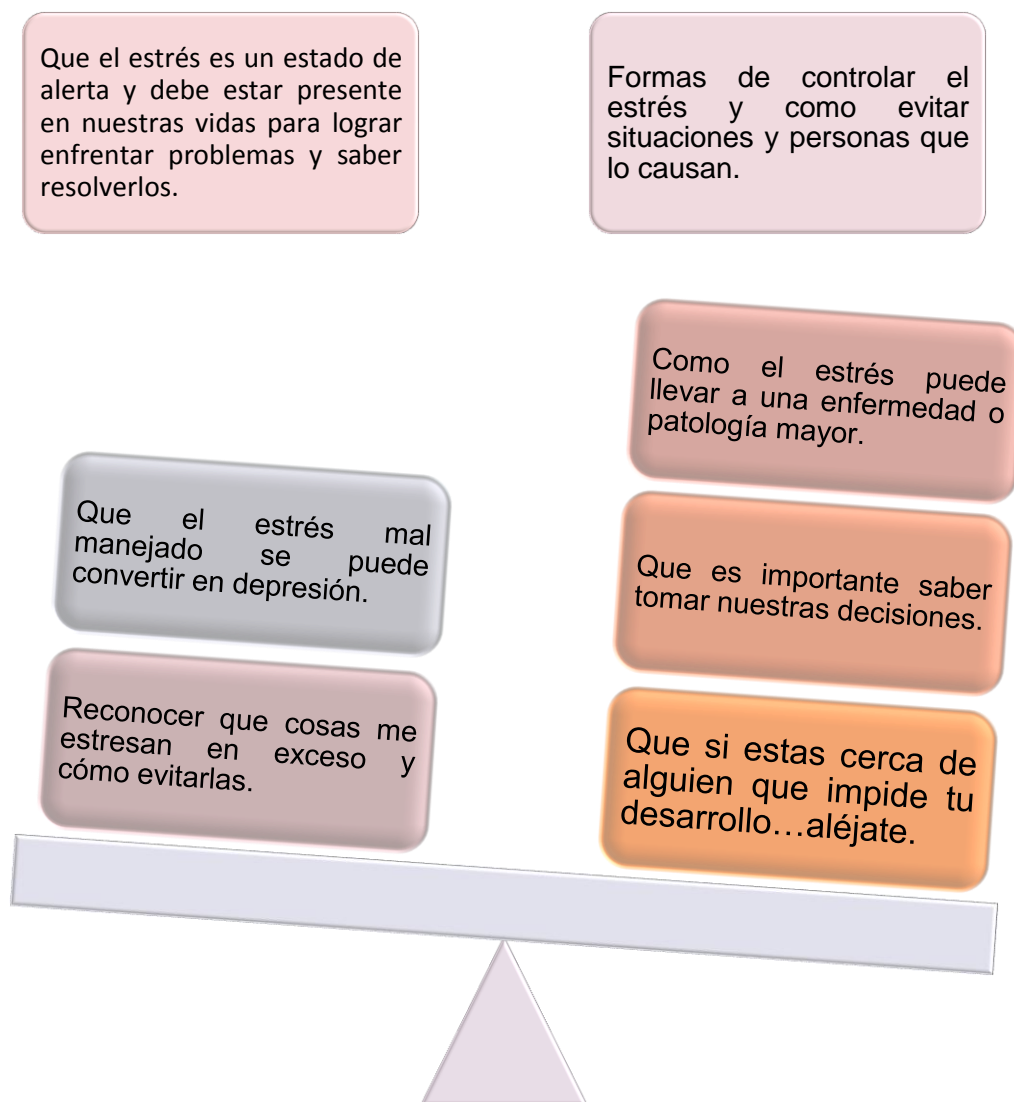 Que el estrés es un estado de
alerta y debe estar presente
en nuestras vidas para lograr
enfrentar problemas y saber
resolverlos.
Formas de controlar el
estrés y como evitar
situaciones y personas que
lo causan.
Como el estrés puede
llevar a una enfermedad o
patología mayor.
Que el estrés mal
manejado se puede
convertir en depresión.
Que es importante saber
tomar nuestras decisiones.
Reconocer que cosas me
estresan en exceso y
cómo evitarlas.
Que si estas cerca de
alguien que impide tu
desarrollo…aléjate.